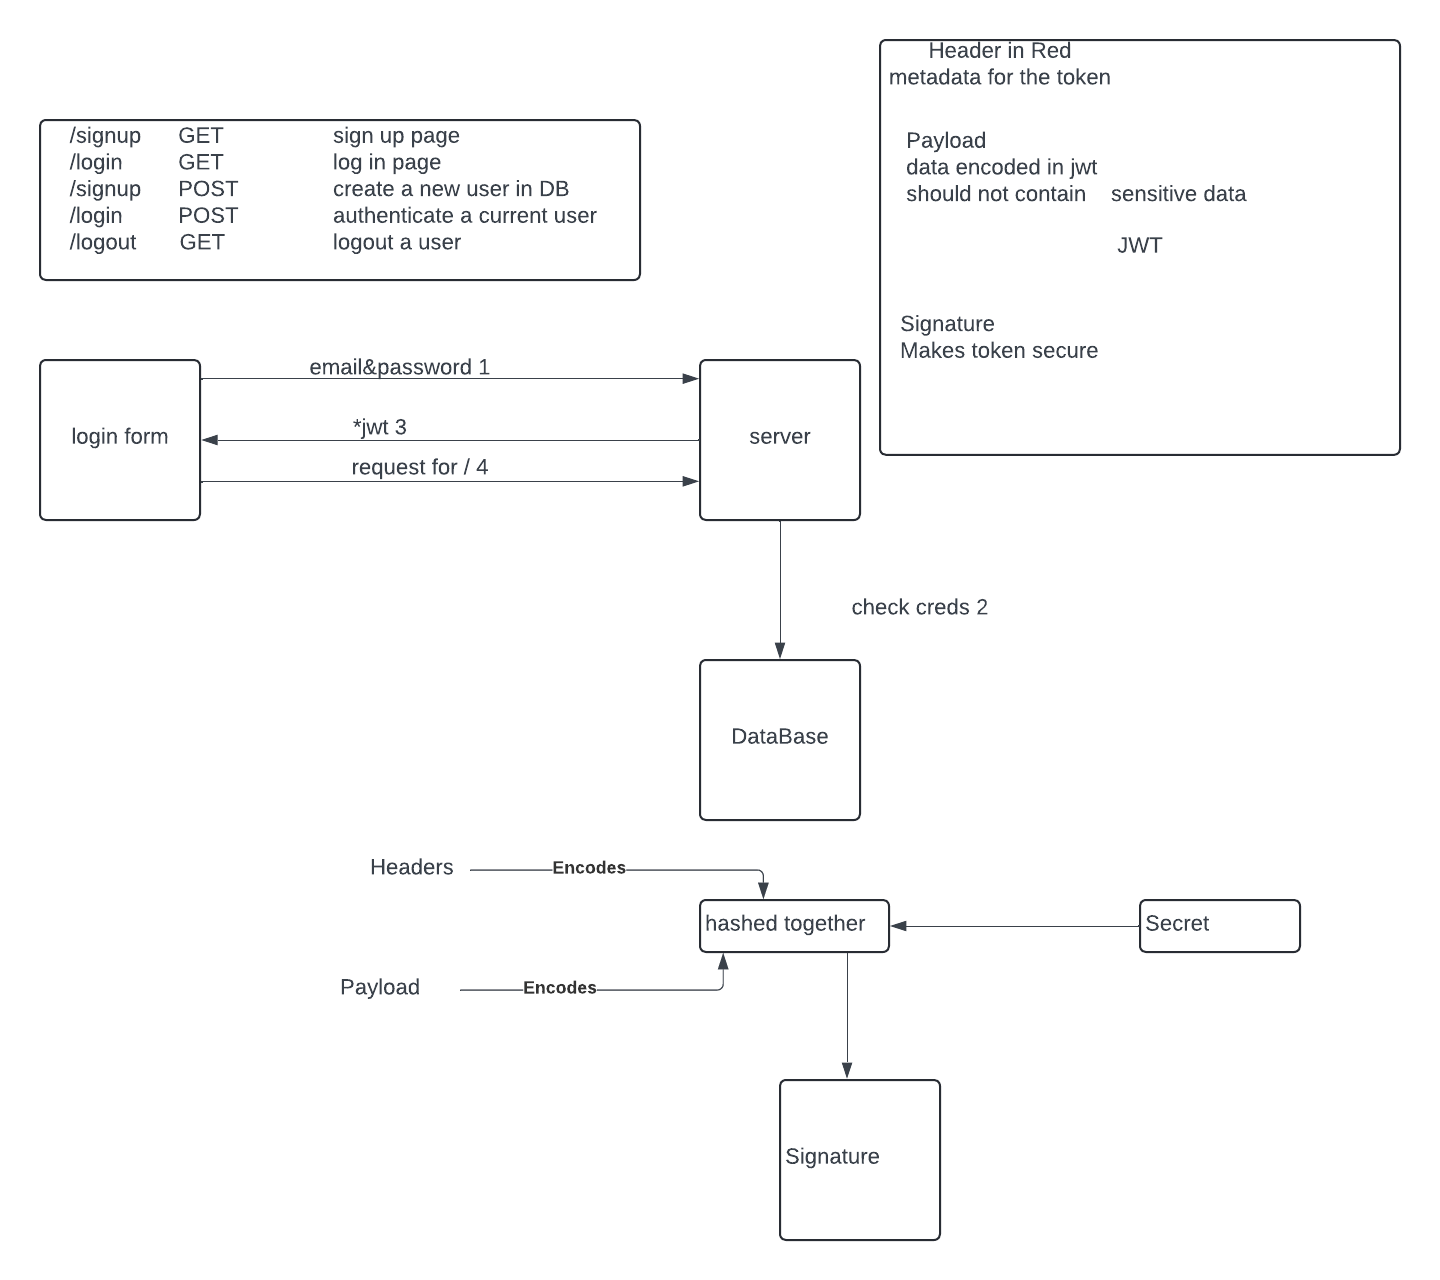 Header in Red
metadata for the token
Payload
data encoded in jwt
should not contain sensitive data
JWT
Signature
Makes token secure
/signup GET sign up page
/login GET log in page
/signup POST create a new user in DB
/login POST authenticate a current user
/logout GET logout a user
email&password 1
login form
*jwt 3
server
request for / 4
check creds 2
DataBase
Headers
Encodes
hashed together
Secret
Payload
Encodes
Signature